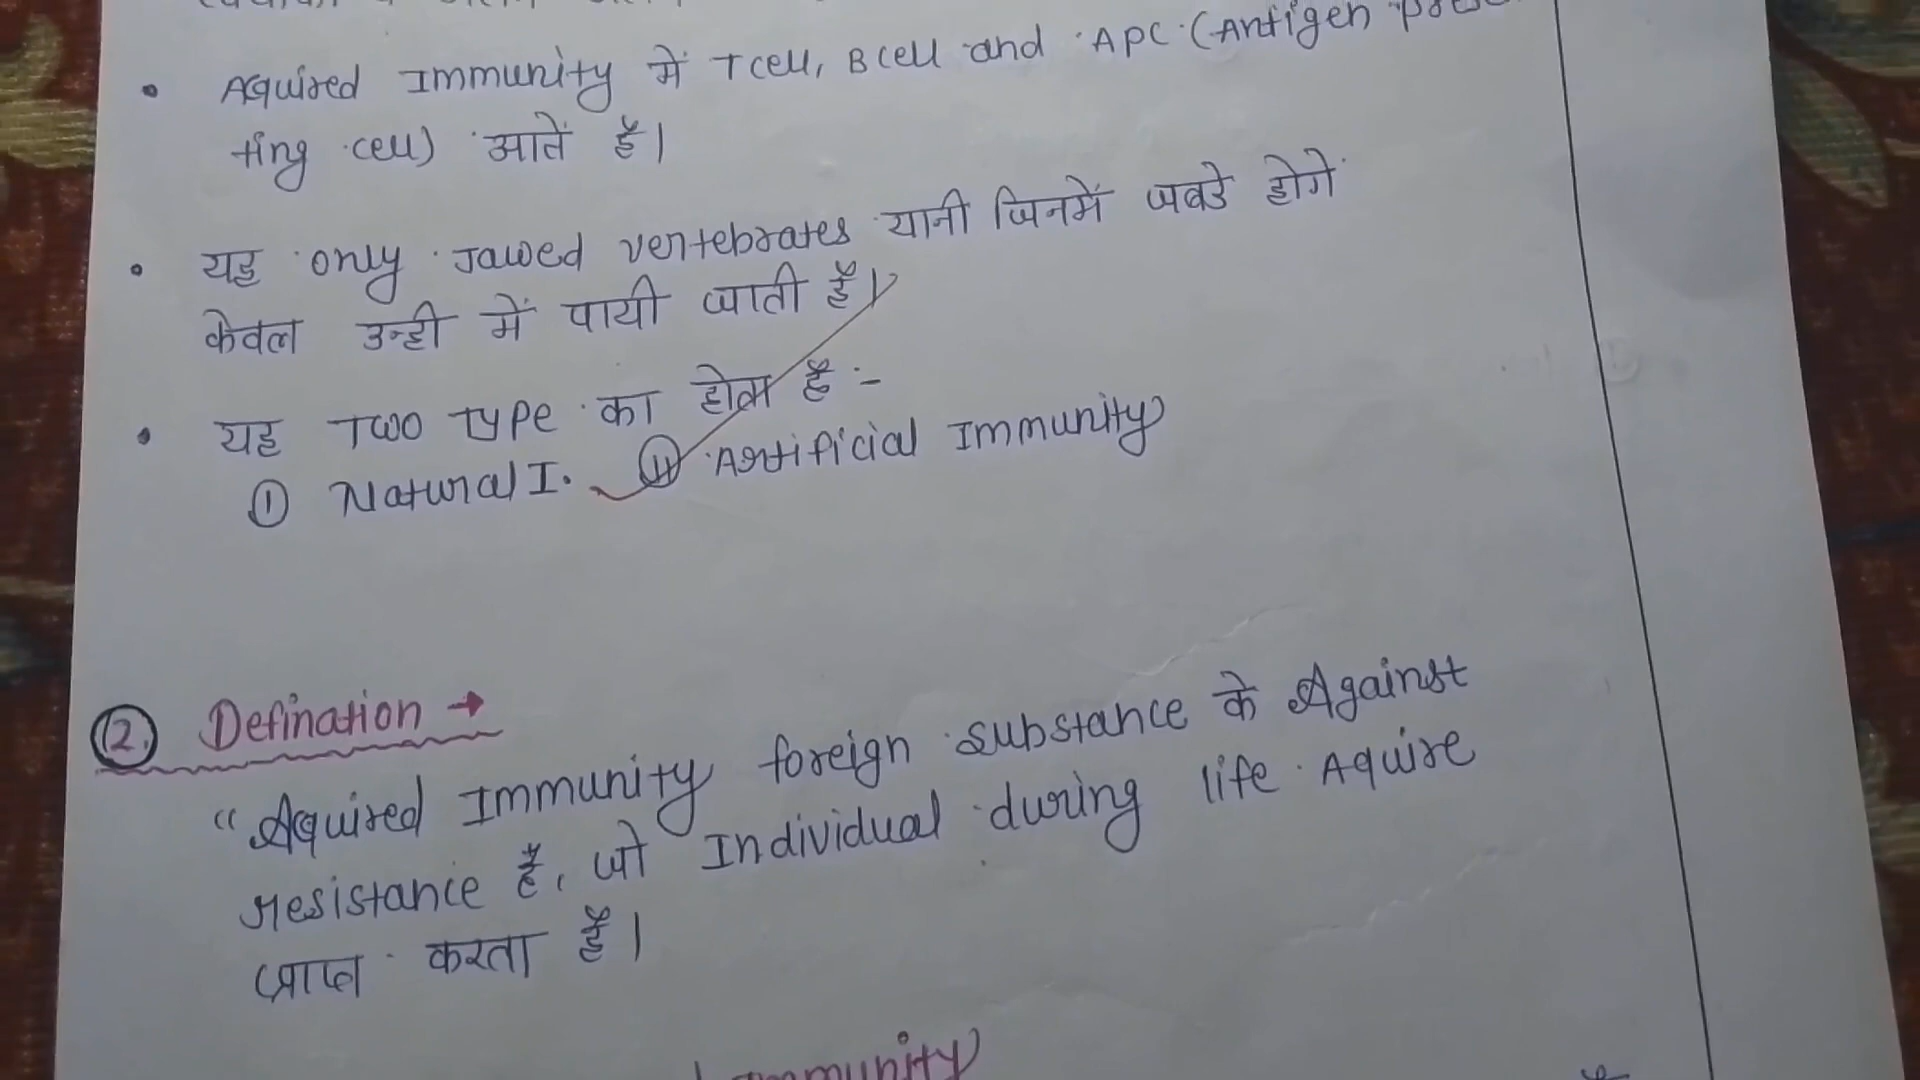 • Aquired Immunity में T cell, B cell and APC (Antigen
ting cell) आतें है।
• यह only Jawed vertebrates यानी जिनमें जबडे होगें
केवल उन्ही में पायी जाती है।
• यह Two Type का होता है :-
① Natural I. ② Artificial Immunity
②. Defination →
“Aquired Immunity foreign substance के Against
resistance है, जो Individual during life Aquire
प्राप्त करता है।
Immunity